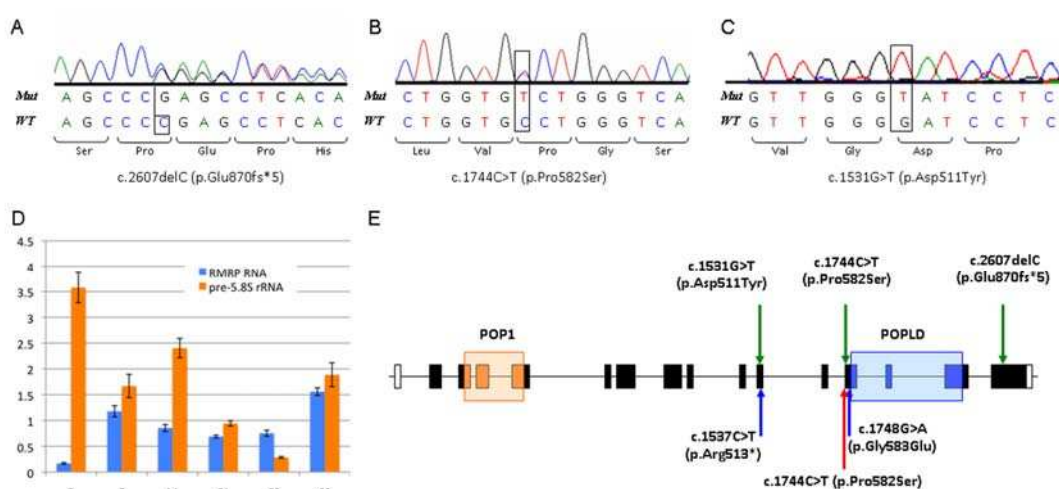 A
B
C
Mut A G C C C G A G C C T C A C A
WT A G C C C C G A G C C T C A C
Ser Pro Glu Pro His
c.2607delC (p.Glu870fs*5)
Mut C T G G T G T C T G G G T C A
WT C T G G T G C C T G G G T C A
Leu Val Pro Gly Ser
c.1744C>T (p.Pro582Ser)
Mut G T T G G G T A T C C T C
WT G T T G G G G A T C C T C
Val Gly Asp Pro
c.1531G>T (p.Asp511Tyr)
D
4.5
4
3.5
3
2.5
2
1.5
1
0.5
0
RMRP RNA
pre-5.8S rRNA
E
c.1531G>T
(p.Asp511Tyr)
c.1744C>T
(p.Pro582Ser)
c.2607delC
(p.Glu870fs*5)
POP1
POPLD
c.1537C>T
(p.Arg513*)
c.1748G>A
(p.Gly583Glu)
c.1744C>T (p.Pro582Ser)